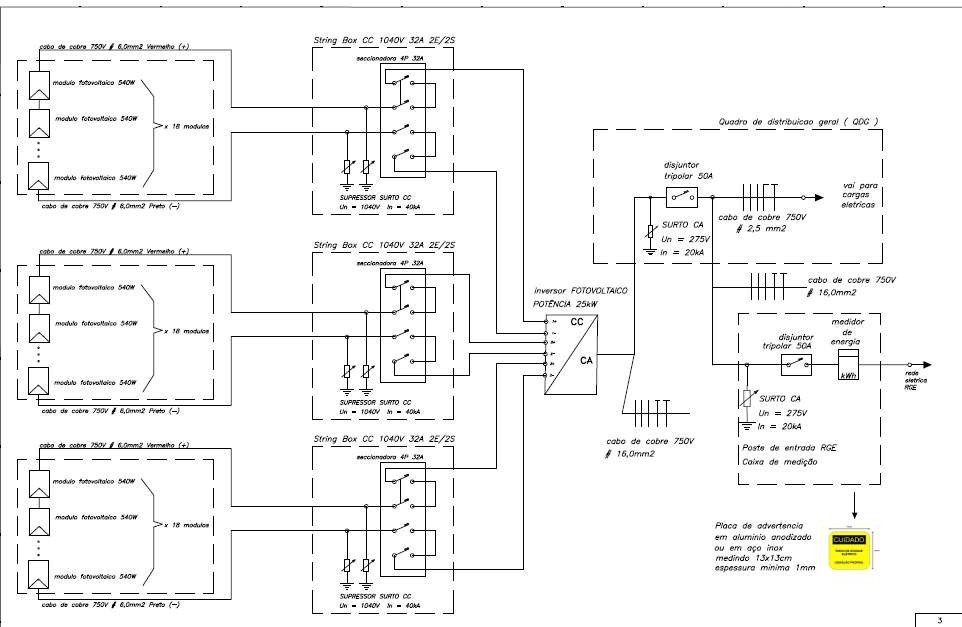 cabo de cobre 750V # 6,0mm2 Vermelho (+)
modulo fotovoltaico 540W
modulo fotovoltaico 540W
x 18 modulos
modulo fotovoltaico 540W
cabo de cobre 750V # 6,0mm2 Preto (—)
String Box CC 1040V 32A 2E/2S
seccionadora 4P 32A
SUPRESSOR SURTO CC
Un = 1040V In = 40kA
cabo de cobre 750V # 6,0mm2 Vermelho (+)
modulo fotovoltaico 540W
modulo fotovoltaico 540W
x 18 modulos
modulo fotovoltaico 540W
cabo de cobre 750V # 6,0mm2 Preto (—)
String Box CC 1040V 32A 2E/2S
seccionadora 4P 32A
SUPRESSOR SURTO CC
Un = 1040V In = 40kA
cabo de cobre 750V # 6,0mm2 Vermelho (+)
modulo fotovoltaico 540W
modulo fotovoltaico 540W
x 18 modulos
modulo fotovoltaico 540W
cabo de cobre 750V # 6,0mm2 Preto (—)
String Box CC 1040V 32A 2E/2S
seccionadora 4P 32A
SUPRESSOR SURTO CC
Un = 1040V In = 40kA
inversor FOTOVOLTAICO
POTÊNCIA 25kW
CC
CA
cabo de cobre 750V
# 16,0mm2
Quadro de distribuicao geral ( QDG )
disjuntor
tripolar 50A
SURTO CA
Un = 275V
In = 20kA
cabo de cobre 750V
# 2,5 mm2
vai para
cargas
eletricas
cabo de cobre 750V
# 16,0mm2
disjuntor
tripolar 50A
medidor
de
energia
kWh
rede
eletrica
RGE
SURTO CA
Un = 275V
In = 20kA
Poste de entrada RGE
Caixa de medição
Placa de advertencia
em aluminio anodizado
ou em aço inox
medindo 13x13cm
espessura minima 1mm
CUIDADO
3